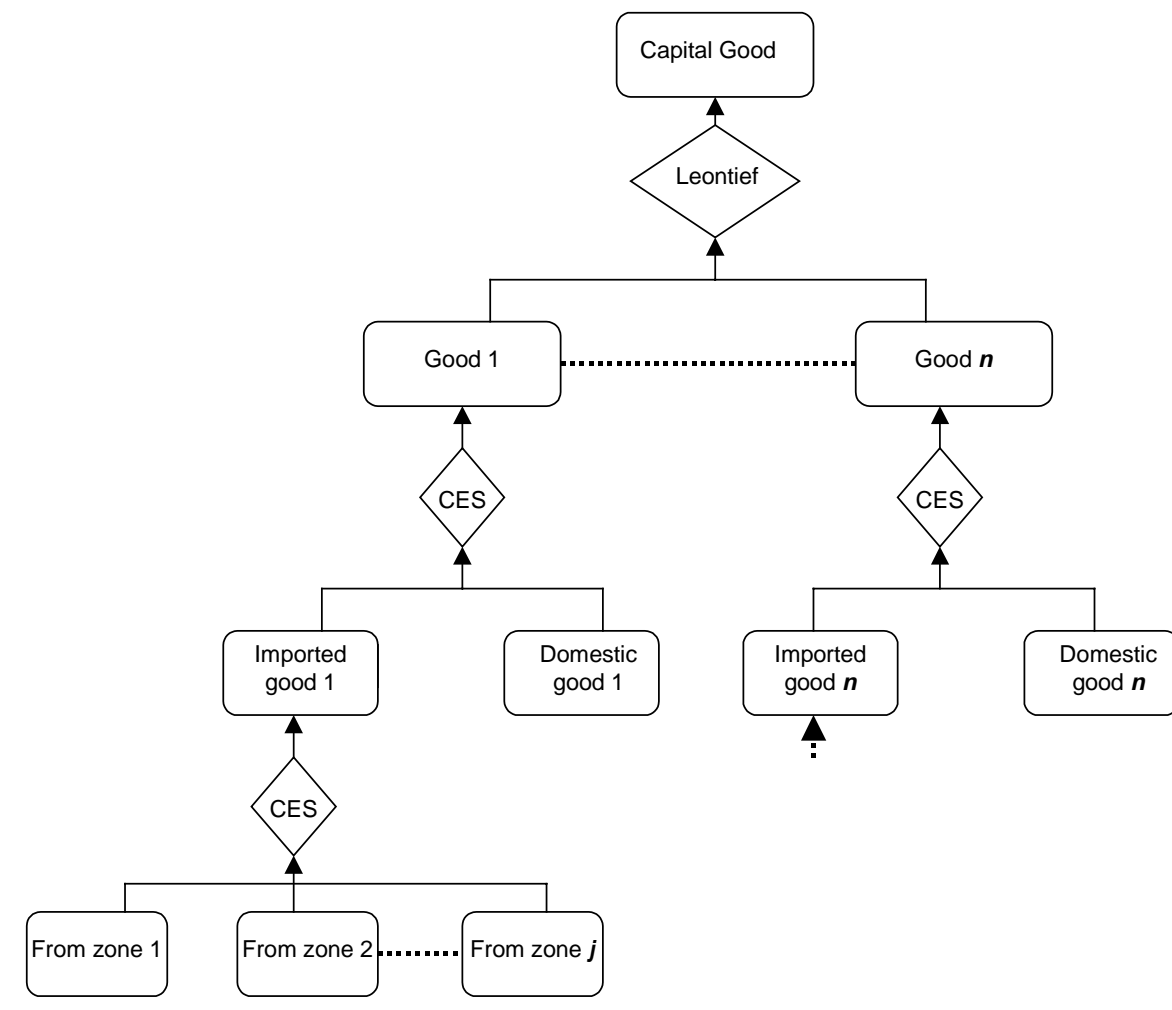 Capital Good
Leontief
Good 1
Good n
CES
CES
Imported
good 1
Domestic
good 1
Imported
good n
Domestic
good n
CES
From zone 1
From zone 2
From zone j